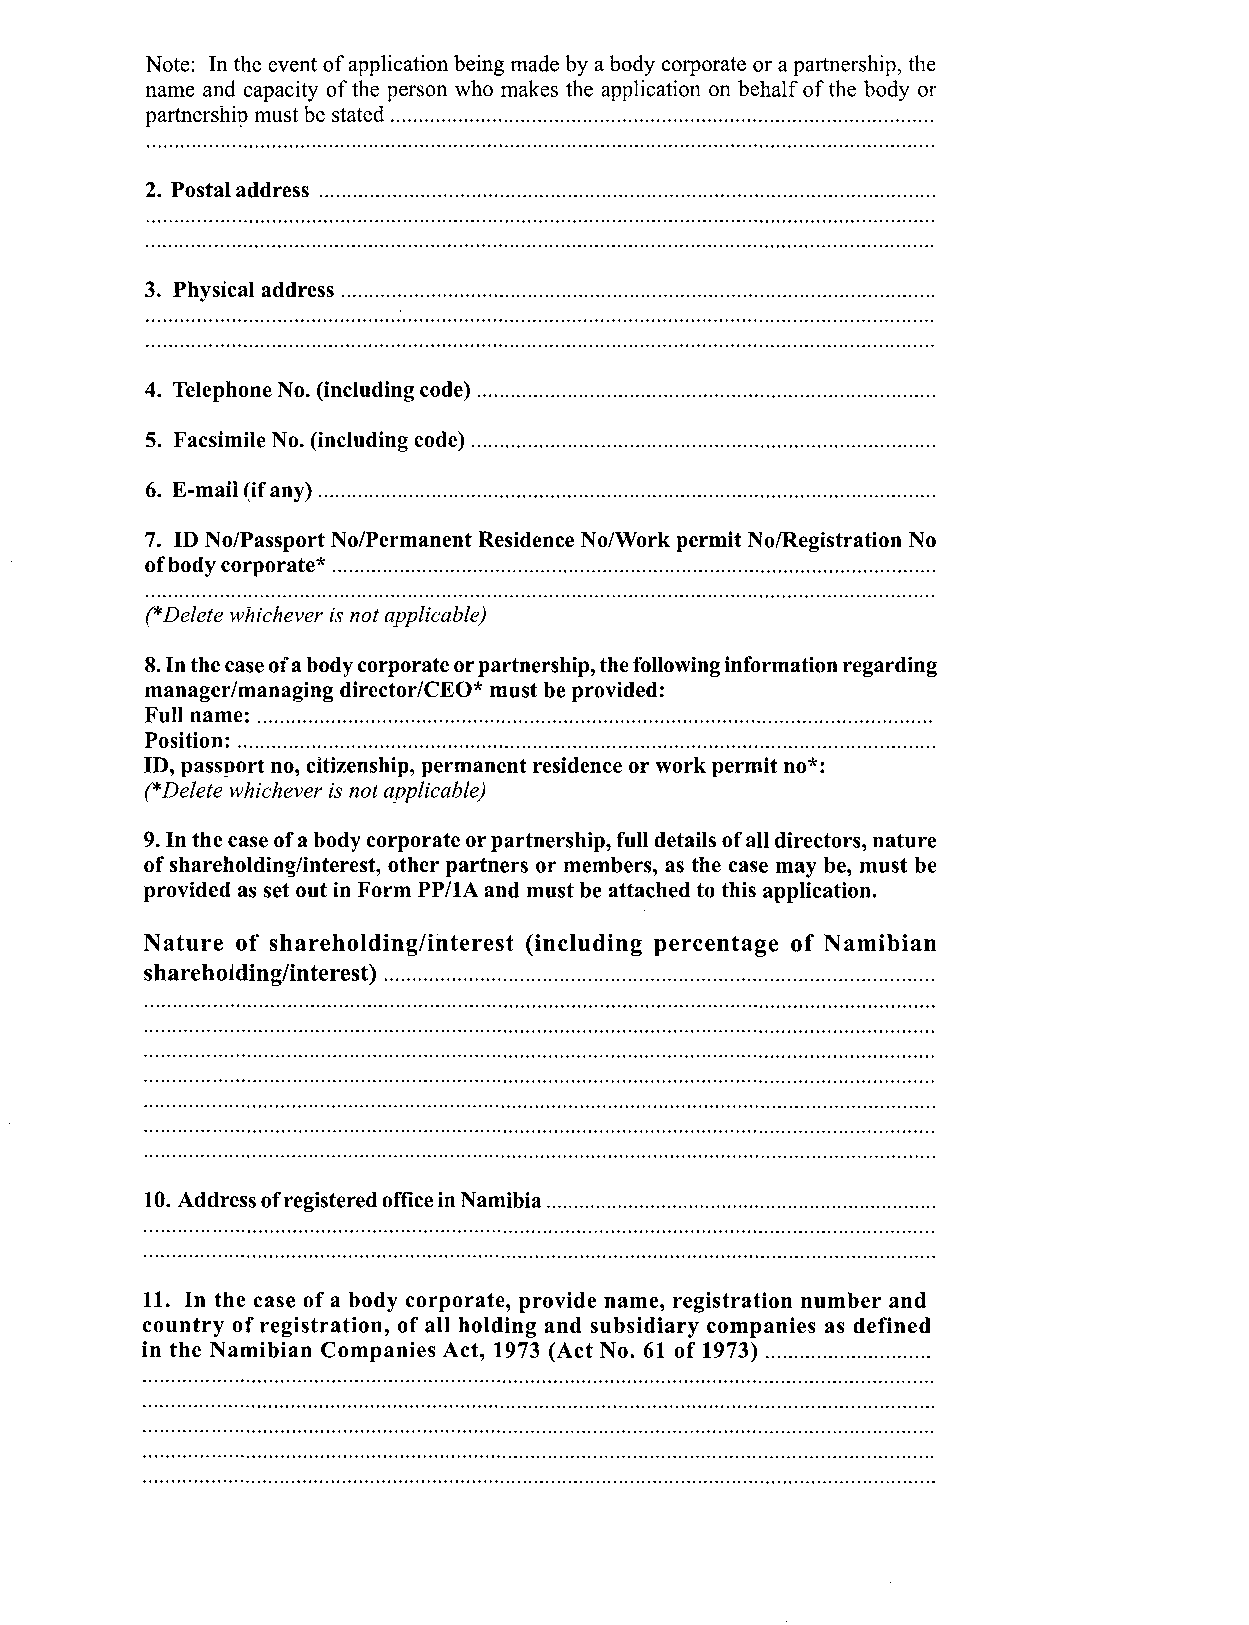 Note: In the event of application being made by a body corporate or a partnership, the
name and capacity of the person who makes the application on behalf of the body or
partnership must be stated ................................................................................................
...........................................................................................................................................
2. Postal address .............................................................................................................
...........................................................................................................................................
...........................................................................................................................................
3. Physical address .........................................................................................................
...........................................................................................................................................
...........................................................................................................................................
4. Telephone No. (including code) .................................................................................
5. Facsimile No. (including code) ..................................................................................
6. E-mail (if any) .............................................................................................................
7. ID No/Passport No/Permanent Residence No/Work permit No/Registration No
of body corporate* ...........................................................................................................
...........................................................................................................................................
(*Delete whichever is not applicable)
8. In the case of a body corporate or partnership, the following information regarding
manager/managing director/CEO* must be provided:
Full name: .......................................................................................................................
Position: ...........................................................................................................................
ID, passport no, citizenship, permanent residence or work permit no*:
(*Delete whichever is not applicable)
9. In the case of a body corporate or partnership, full details of all directors, nature
of shareholding/interest, other partners or members, as the case may be, must be
provided as set out in Form PP/1A and must be attached to this application.
Nature of shareholding/interest (including percentage of Namibian
shareholding/interest) .................................................................................................
...........................................................................................................................................
...........................................................................................................................................
...........................................................................................................................................
...........................................................................................................................................
...........................................................................................................................................
...........................................................................................................................................
...........................................................................................................................................
10. Address of registered office in Namibia .....................................................................
...........................................................................................................................................
...........................................................................................................................................
11. In the case of a body corporate, provide name, registration number and
country of registration, of all holding and subsidiary companies as defined
in the Namibian Companies Act, 1973 (Act No. 61 of 1973) .............................
...........................................................................................................................................
...........................................................................................................................................
...........................................................................................................................................
...........................................................................................................................................
...........................................................................................................................................